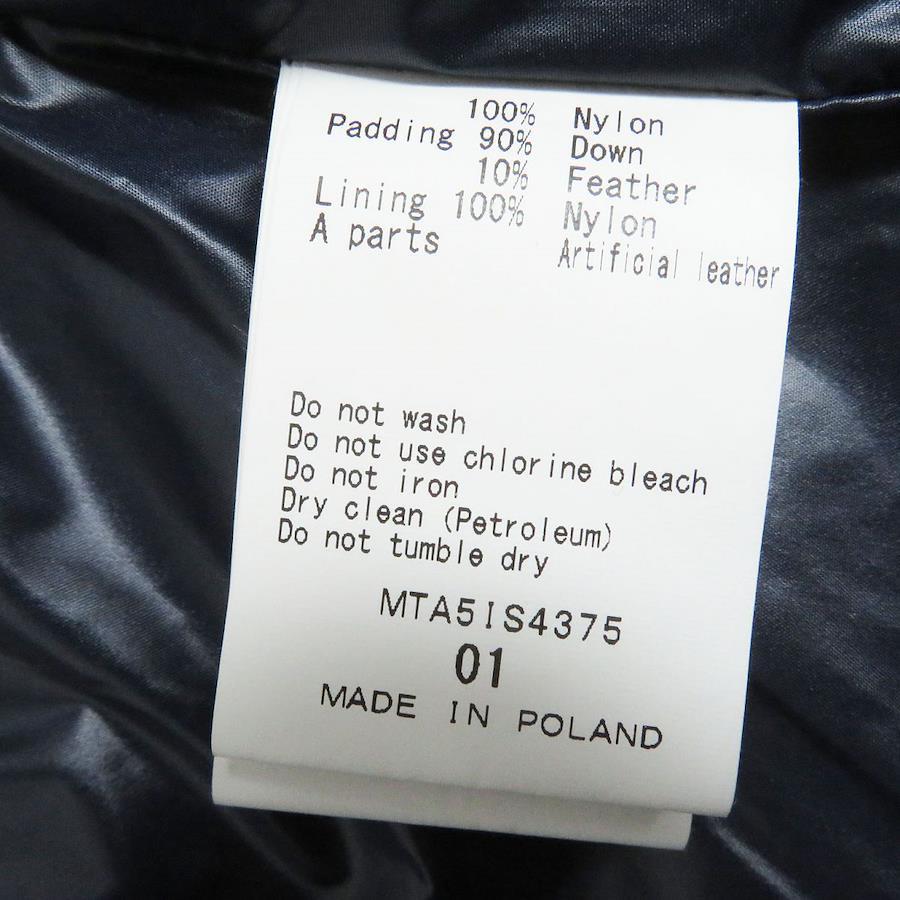 100% Nylon
Padding 90% Down
10% Feather
Lining 100% Nylon
A parts Artificial leather
Do not wash
Do not use chlorine bleach
Do not iron
Dry clean (Petroleum)
Do not tumble dry
MTA5IS4375
01
MADE IN POLAND